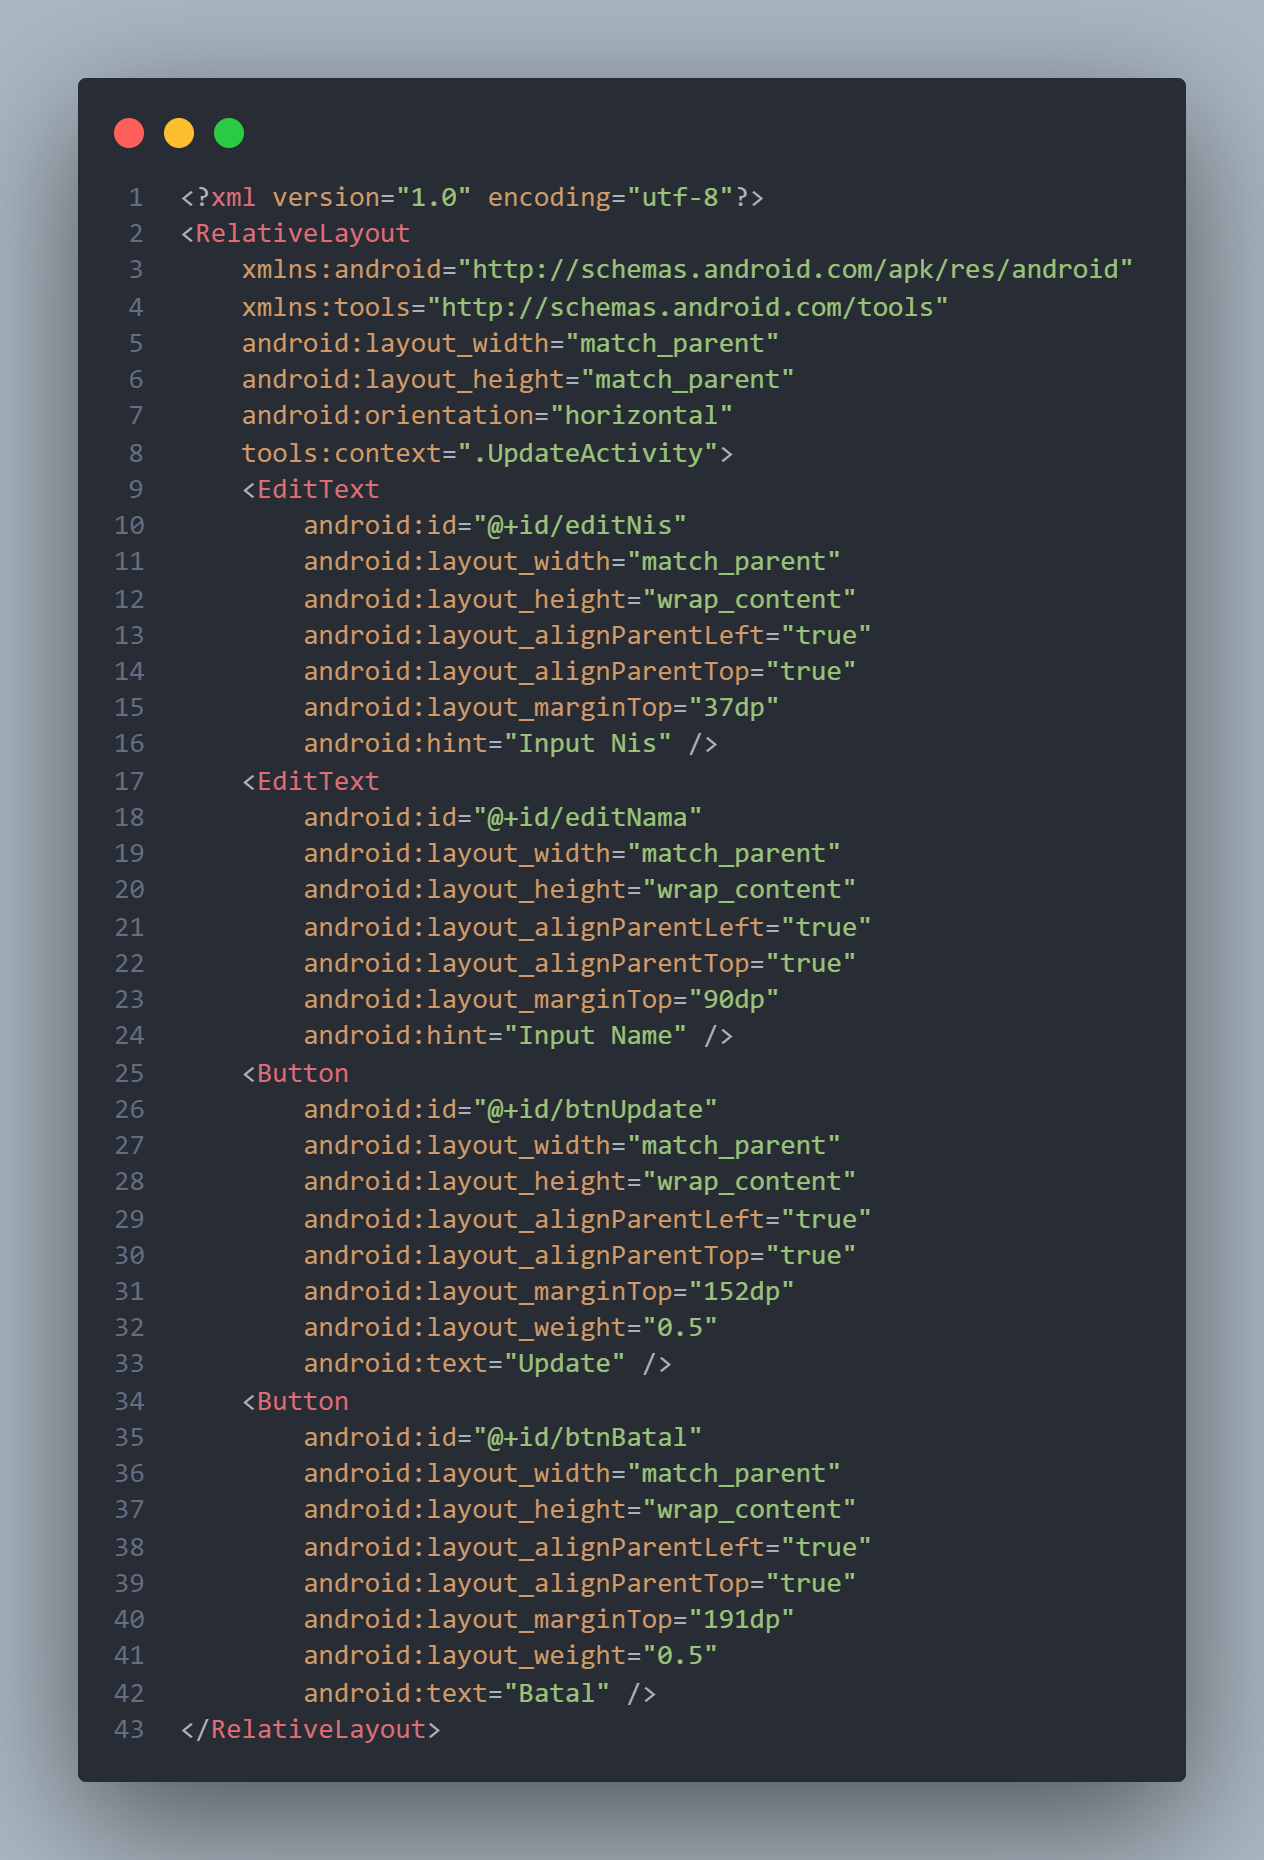 1 <?xml version="1.0" encoding="utf-8"?>
2 <RelativeLayout
3     xmlns:android="http://schemas.android.com/apk/res/android"
4     xmlns:tools="http://schemas.android.com/tools"
5     android:layout_width="match_parent"
6     android:layout_height="match_parent"
7     android:orientation="horizontal"
8     tools:context=".UpdateActivity">
9     <EditText
10         android:id="@+id/editNis"
11         android:layout_width="match_parent"
12         android:layout_height="wrap_content"
13         android:layout_alignParentLeft="true"
14         android:layout_alignParentTop="true"
15         android:layout_marginTop="37dp"
16         android:hint="Input Nis" />
17     <EditText
18         android:id="@+id/editNama"
19         android:layout_width="match_parent"
20         android:layout_height="wrap_content"
21         android:layout_alignParentLeft="true"
22         android:layout_alignParentTop="true"
23         android:layout_marginTop="90dp"
24         android:hint="Input Name" />
25     <Button
26         android:id="@+id/btnUpdate"
27         android:layout_width="match_parent"
28         android:layout_height="wrap_content"
29         android:layout_alignParentLeft="true"
30         android:layout_alignParentTop="true"
31         android:layout_marginTop="152dp"
32         android:layout_weight="0.5"
33         android:text="Update" />
34     <Button
35         android:id="@+id/btnBatal"
36         android:layout_width="match_parent"
37         android:layout_height="wrap_content"
38         android:layout_alignParentLeft="true"
39         android:layout_alignParentTop="true"
40         android:layout_marginTop="191dp"
41         android:layout_weight="0.5"
42         android:text="Batal" />
43 </RelativeLayout>